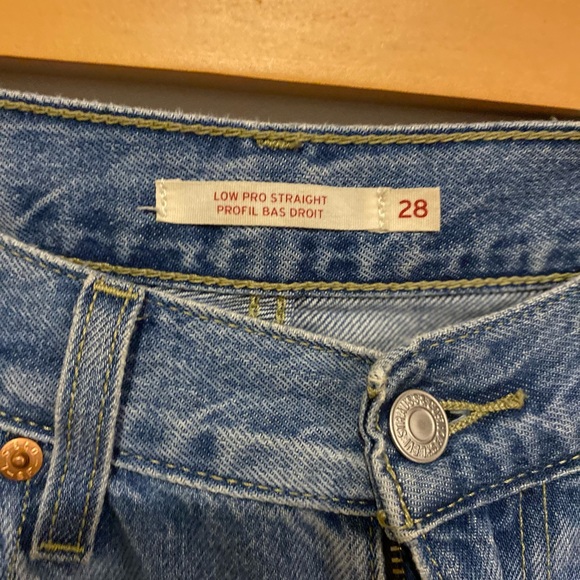 LOW PRO STRAIGHT
PROFIL BAS DROIT
28